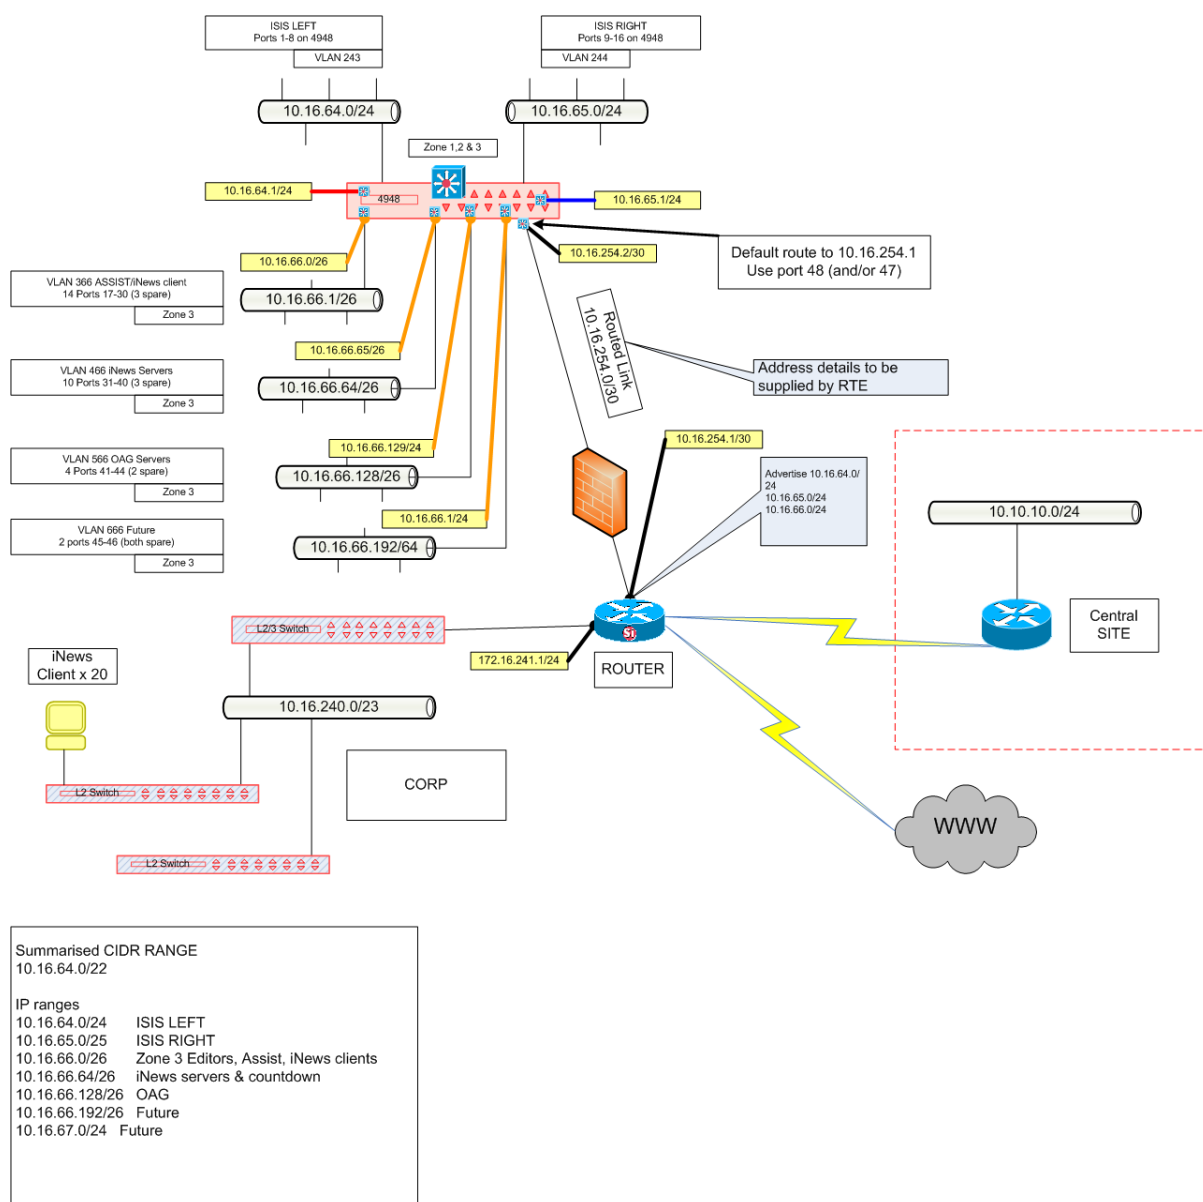 ISIS LEFT
Ports 1-8 on 4948
VLAN 243
ISIS RIGHT
Ports 9-16 on 4948
VLAN 244
10.16.64.0/24
10.16.65.0/24
Zone 1,2 & 3
10.16.64.1/24
4948
10.16.65.1/24
10.16.66.0/26
10.16.254.2/30
Default route to 10.16.254.1
Use port 48 (and/or 47)
VLAN 366 ASSIST/iNews client
14 Ports 17-30 (3 spare)
Zone 3
10.16.66.1/26
Routed Link
10.16.254.0/30
10.16.66.65/26
VLAN 466 iNews Servers
10 Ports 31-40 (3 spare)
Zone 3
10.16.66.64/26
Address details to be
supplied by RTE
10.16.66.129/24
10.16.254.1/30
VLAN 566 OAG Servers
4 Ports 41-44 (2 spare)
Zone 3
10.16.66.128/26
Advertise 10.16.64.0/
24
10.16.65.0/24
10.16.66.0/24
10.16.66.1/24
10.10.10.0/24
VLAN 666 Future
2 ports 45-46 (both spare)
Zone 3
10.16.66.192/64
L2/3 Switch
Si
Central
SITE
172.16.241.1/24
ROUTER
iNews
Client x 20
10.16.240.0/23
CORP
L2 Switch
WWW
L2 Switch
Summarised CIDR RANGE
10.16.64.0/22
IP ranges
10.16.64.0/24 ISIS LEFT
10.16.65.0/25 ISIS RIGHT
10.16.66.0/26 Zone 3 Editors, Assist, iNews clients
10.16.66.64/26 iNews servers & countdown
10.16.66.128/26 OAG
10.16.66.192/26 Future
10.16.67.0/24 Future